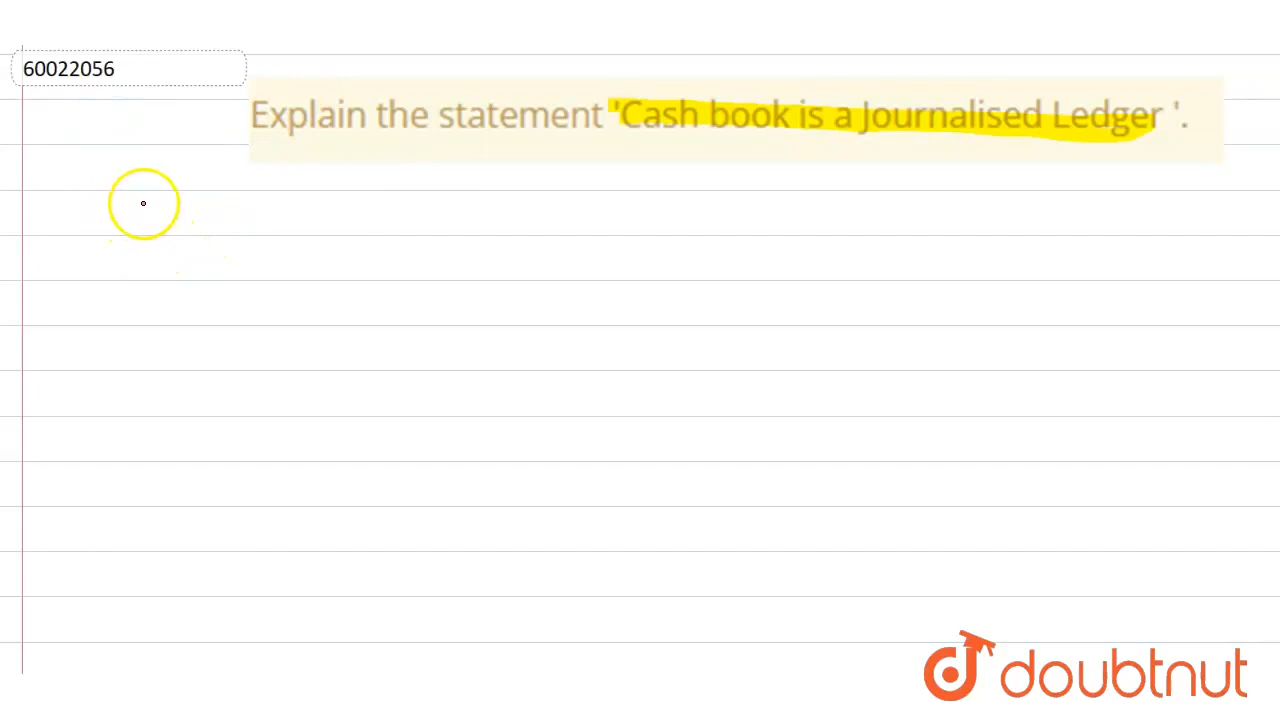 60022056
Explain the statement 'Cash book is a Journalised Ledger '.
doubtnut